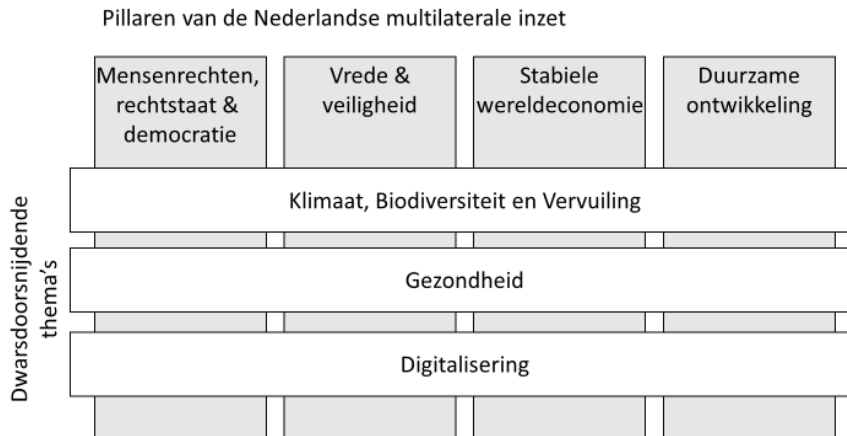 Pillaren van de Nederlandse multilaterale inzet
Mensenrechten,
rechtstaat &
democratie
Vrede &
veiligheid
Stabiele
wereldeconomie
Duurzame
ontwikkeling
Dwarsdoorsnijdende
thema's
Klimaat, Biodiversiteit en Vervuiling
Gezondheid
Digitalisering